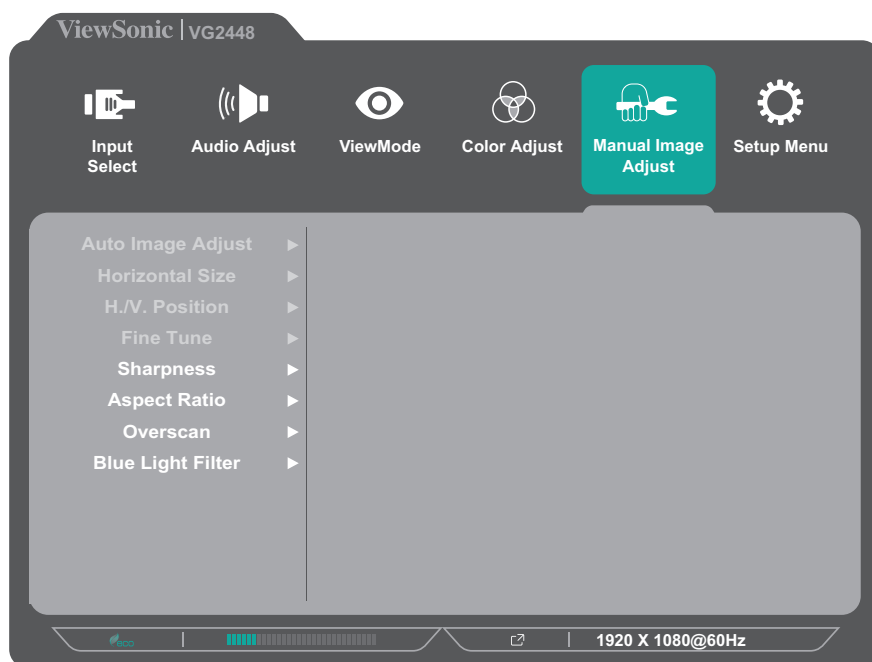 ViewSonic | VG2448
Input Select
Audio Adjust
ViewMode
Color Adjust
Manual Image Adjust
Setup Menu
Auto Image Adjust
Horizontal Size
H./V. Position
Fine Tune
Sharpness
Aspect Ratio
Overscan
Blue Light Filter
eco
1920 X 1080@60Hz